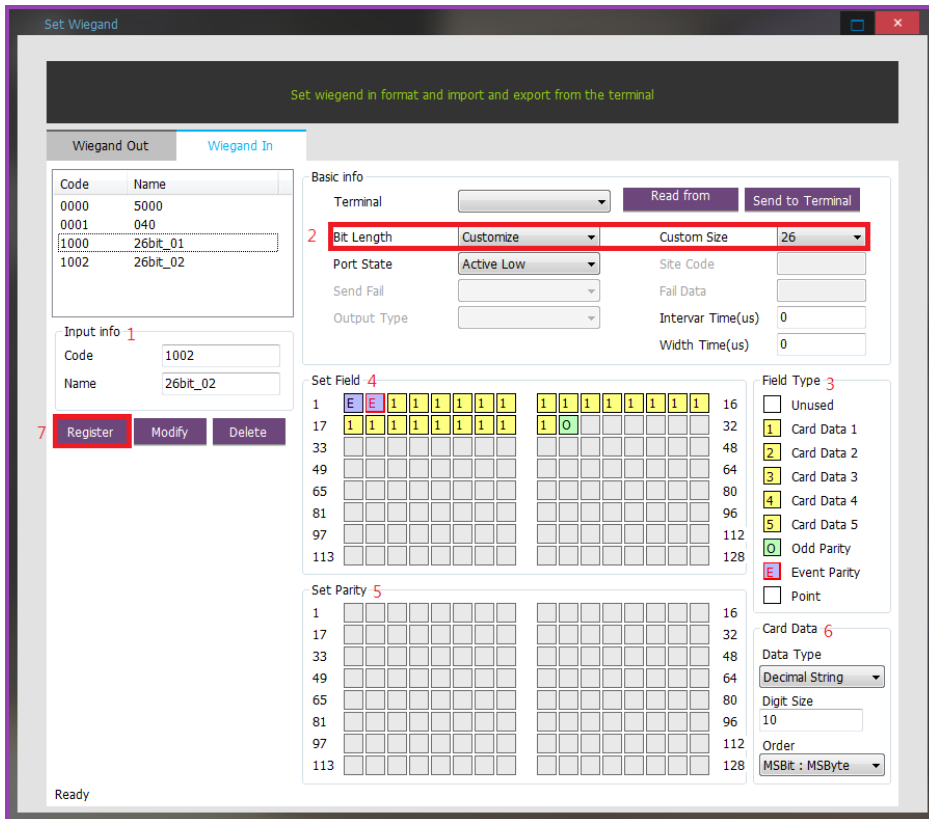 Set Wiegand
Set wiegend in format and import and export from the terminal
Wiegand Out
Wiegand In
Code Name
0000 5000
0001 040
1000 26bit_01
1002 26bit_02
Input info 1
Code 1002
Name 26bit_02
7 Register Modify Delete
Basic info
Terminal Read from Send to Terminal
2 Bit Length Customize Custom Size 26
Port State Active Low Site Code
Send Fail Fail Data
Output Type Intervar Time(us) 0
Width Time(us) 0
Set Field 4
1 E E 1 1 1 1 1 1 1 1 1 1 1 1 1 1 16
17 1 1 1 1 1 1 1 1 1 O 32
33 48
49 64
65 80
81 96
97 112
113 128
Field Type 3
Unused
1 Card Data 1
2 Card Data 2
3 Card Data 3
4 Card Data 4
5 Card Data 5
O Odd Parity
E Event Parity
Point
Set Parity 5
1 16
17 32
33 48
49 64
65 80
81 96
97 112
113 128
Card Data 6
Data Type
Decimal String
Digit Size
10
Order
MSBit : MSByte
Ready